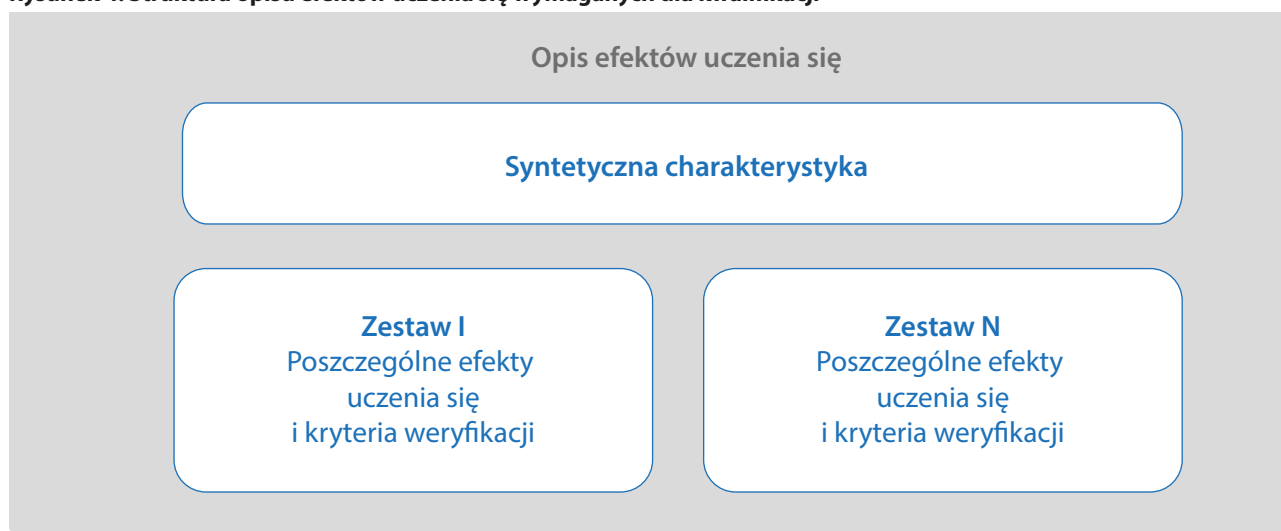 Opis efektów uczenia się
Syntetyczna charakterystyka
Zestaw I
Poszczególne efekty
uczenia się
i kryteria weryfikacji
Zestaw N
Poszczególne efekty
uczenia się
i kryteria weryfikacji